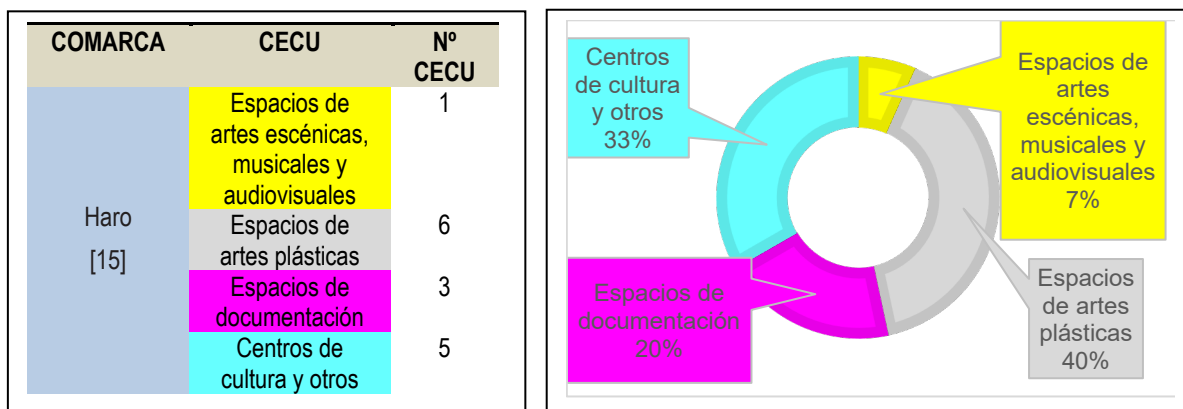 COMARCA CECU Nº
CECU
Haro
[15]
Espacios de
artes escénicas,
musicales y
audiovisuales
1
Espacios de
artes plásticas
6
Espacios de
documentación
3
Centros de
cultura y otros
5
Centros
de cultura
y otros
33%
Espacios de
artes
escénicas,
musicales y
audiovisuales
7%
Espacios de
documentación
20%
Espacios
de artes
plásticas
40%